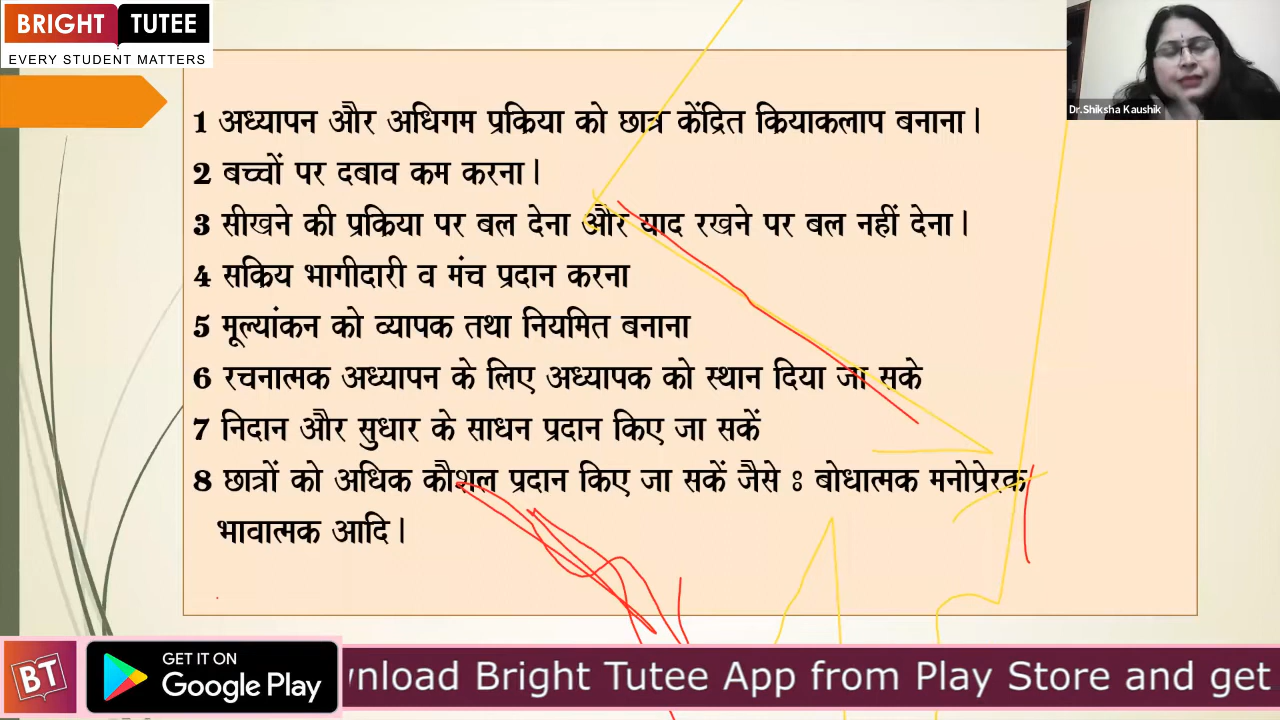 BRIGHT TUTEE
EVERY STUDENT MATTERS
Dr.Shiksha Kaushik
1 अध्यापन और अधिगम प्रक्रिया को छात्र केंद्रित क्रियाकलाप बनाना।
2 बच्चों पर दबाव कम करना।
3 सीखने की प्रक्रिया पर बल देना और याद रखने पर बल नहीं देना।
4 सक्रिय भागीदारी व मंच प्रदान करना
5 मूल्यांकन को व्यापक तथा नियमित बनाना
6 रचनात्मक अध्यापन के लिए अध्यापक को स्थान दिया जा सके
7 निदान और सुधार के साधन प्रदान किए जा सकें
8 छात्रों को अधिक कौशल प्रदान किए जा सकें जैसे ः बोधात्मक मनोप्रेरक
भावात्मक आदि।
BT
GET IT ON
Google Play
wnload Bright Tutee App from Play Store and get